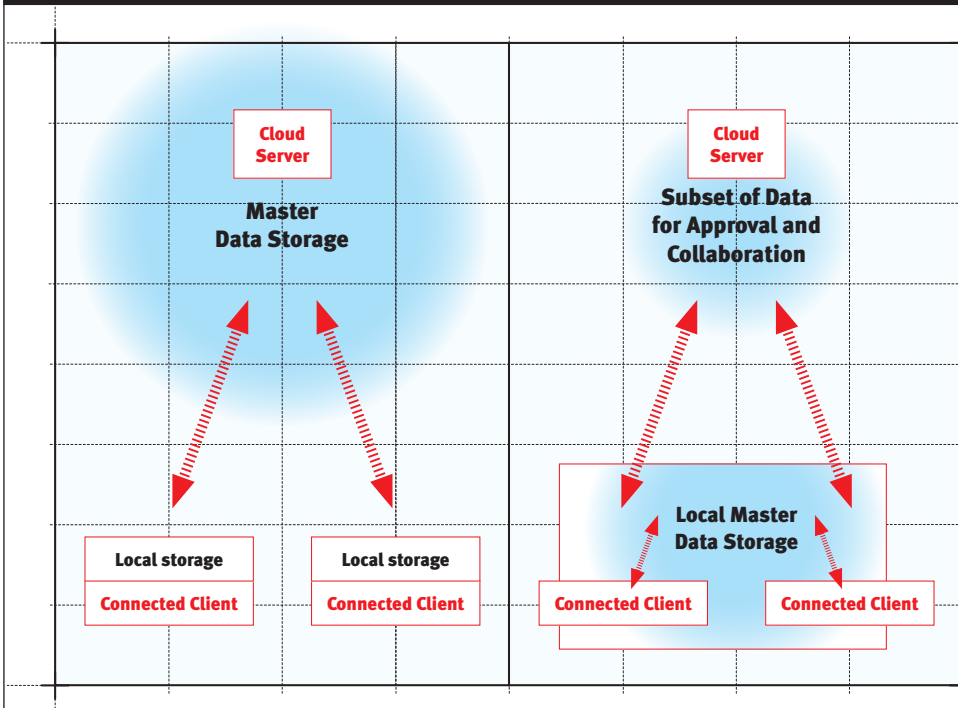 Cloud
Server
Master
Data Storage
Local storage
Connected Client
Local storage
Connected Client
Cloud
Server
Subset of Data
for Approval and
Collaboration
Local Master
Data Storage
Connected Client
Connected Client